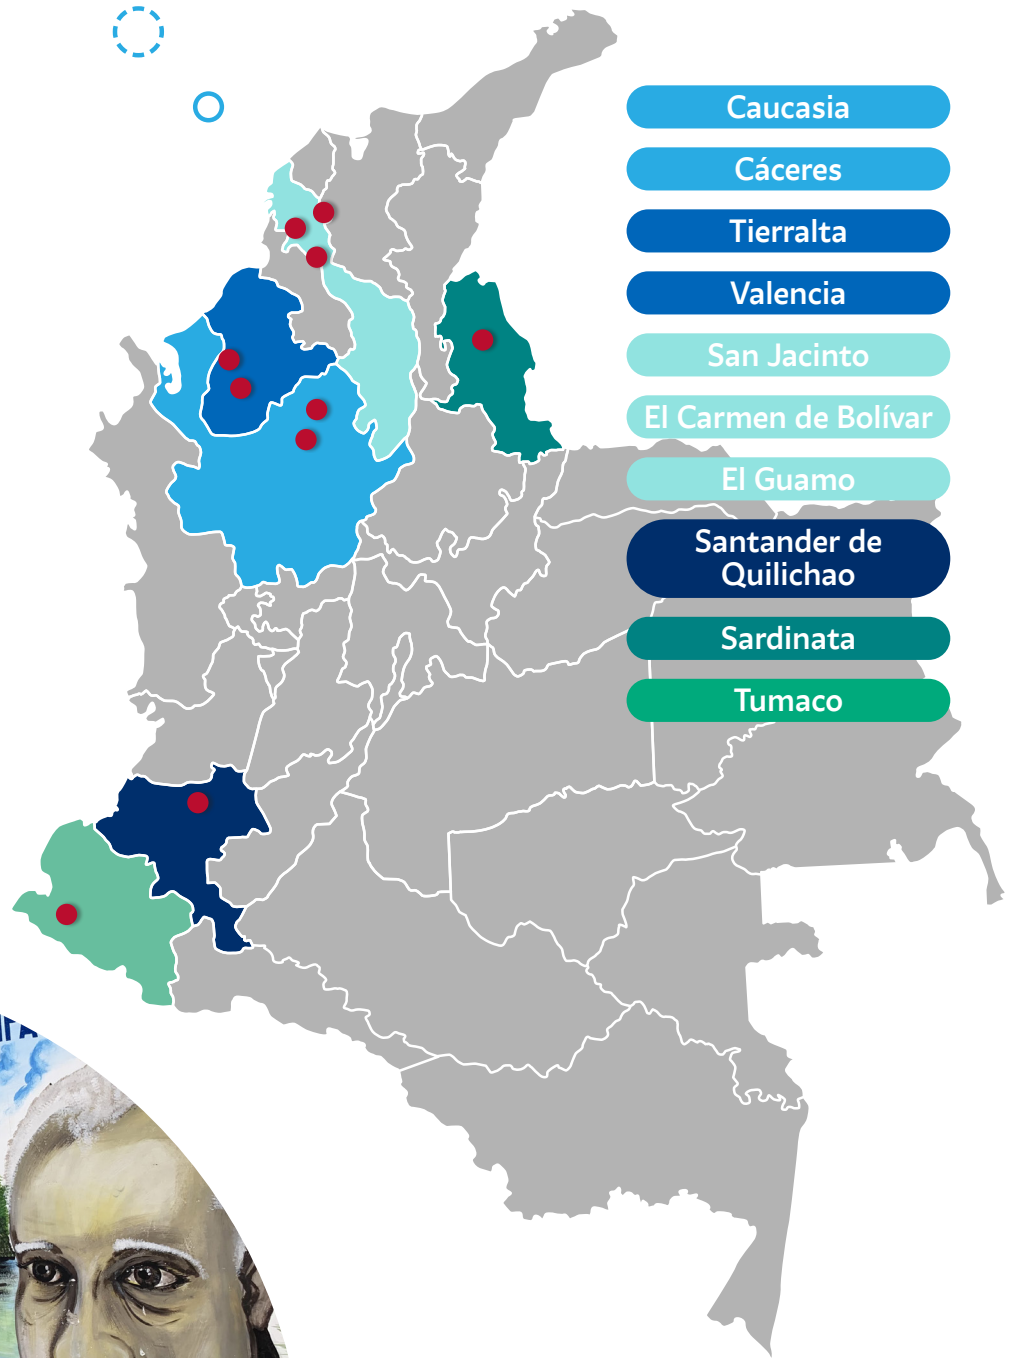 Caucasia
Cáceres
Tierralta
Valencia
San Jacinto
El Carmen de Bolívar
El Guamo
Santander de
Quilichao
Sardinata
Tumaco